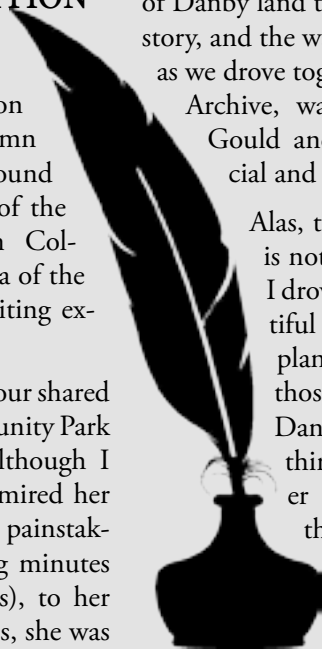 TION
on
mn
ound
of the
n Col-
a of the
iting ex-
our shared
unity Park
lthough I
mired her
painstak-
g minutes
s), to her
s, she was
of Danby land t
story, and the w
as we drove tog
Archive, wa
Gould and
cial and
Alas, t
is not
I drov
tiful
plan
thos
Dan
thin
er
th